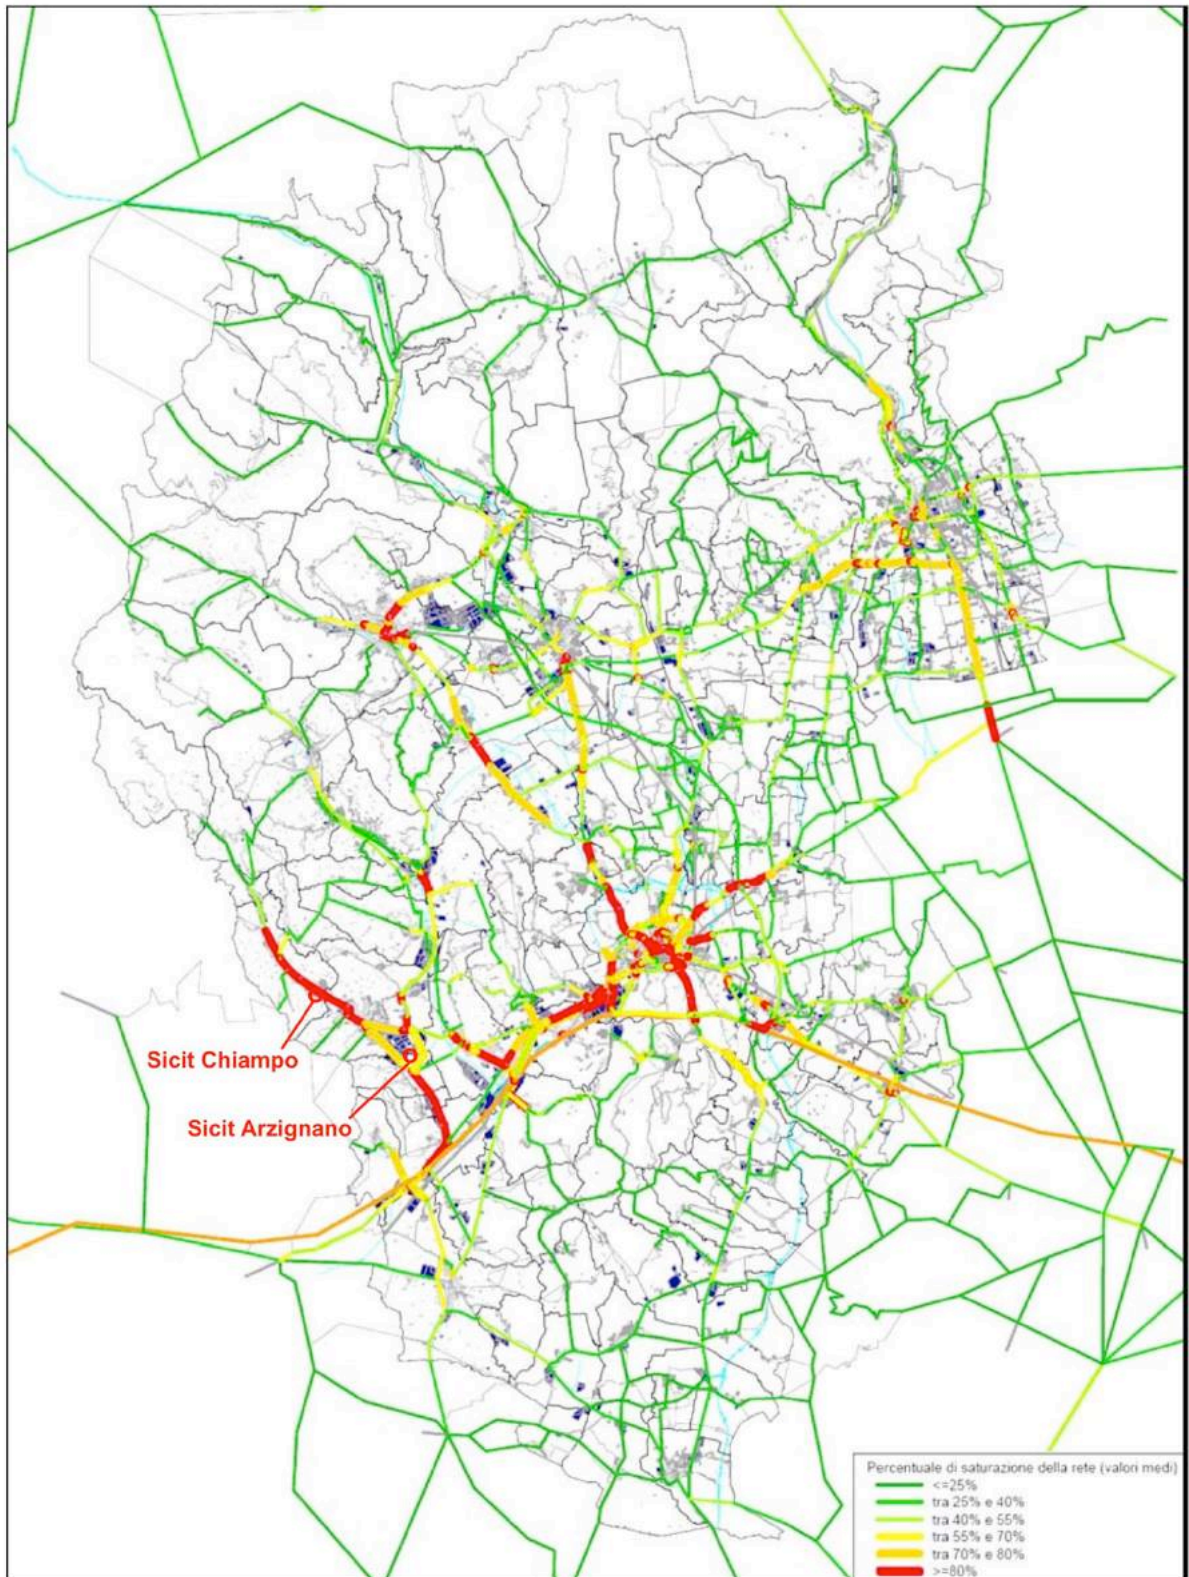 Sicit Chiampo
Sicit Arzignano
Percentuale di saturazione della rete (valori medi)
<=25%
tra 25% e 40%
tra 40% e 55%
tra 55% e 70%
tra 70% e 80%
>=80%